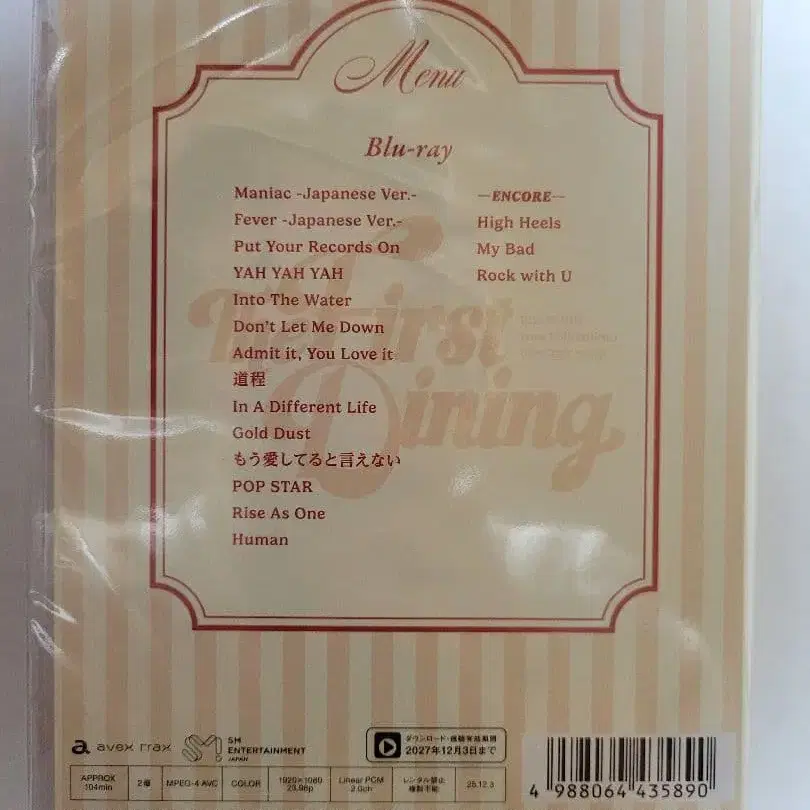 Menu
Blu-ray
Maniac -Japanese Ver.-
Fever -Japanese Ver.-
Put Your Records On
YAH YAH YAH
Into The Water
Don't Let Me Down
Admit it, You Love it
道程
In A Different Life
Gold Dust
もう愛してると言えない
POP STAR
Rise As One
Human
—ENCORE—
High Heels
My Bad
Rock with U
The First
Dining
avex trax
SM
ENTERTAINMENT
JAPAN
ダウンロード・視聴有効期間
2027年12月3日まで
APPROX
104min
2層
MPEG-4 AVC
COLOR
1920×1080
23.98p
Linear PCM
2.0ch
レンタル禁止
複製不能
25.12.3
4 988064 435890